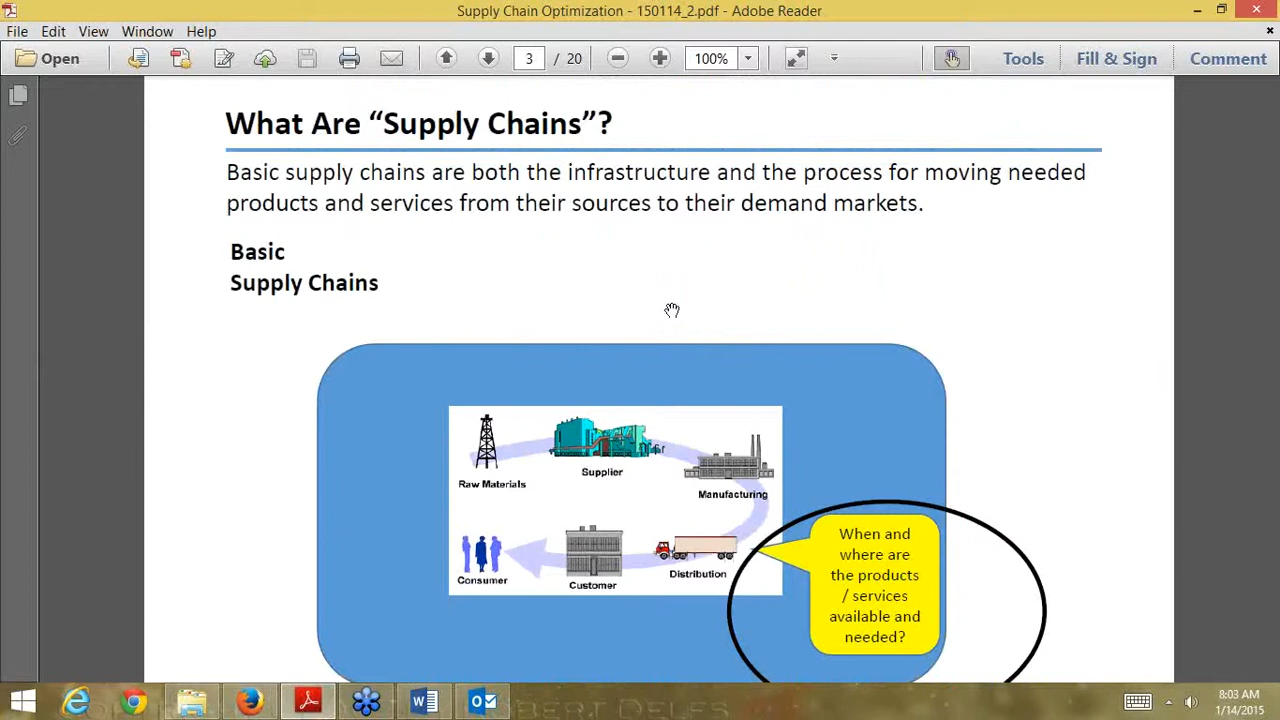 Supply Chain Optimization - 150114_2.pdf - Adobe Reader
File Edit View Window Help
Open 3 / 20 100% Tools Fill & Sign Comment
What Are “Supply Chains”?
Basic supply chains are both the infrastructure and the process for moving needed
products and services from their sources to their demand markets.
Basic
Supply Chains
Raw Materials
Supplier
Manufacturing
Consumer
Customer
Distribution
When and
where are
the products
/ services
available and
needed?
8:03 AM
1/14/2015